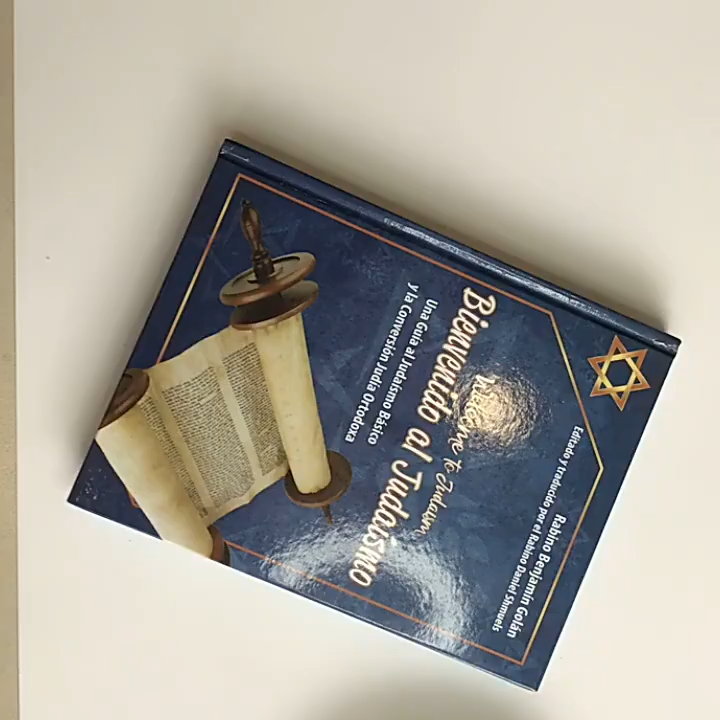 Rabino Benjamín Golán
Editado y traducido por el Rabino Daniel Shmuels
Welcome to Judaism
Bienvenido al Judaísmo
Una Guía al Judaísmo Básico
y la Conversión Judía Ortodoxa